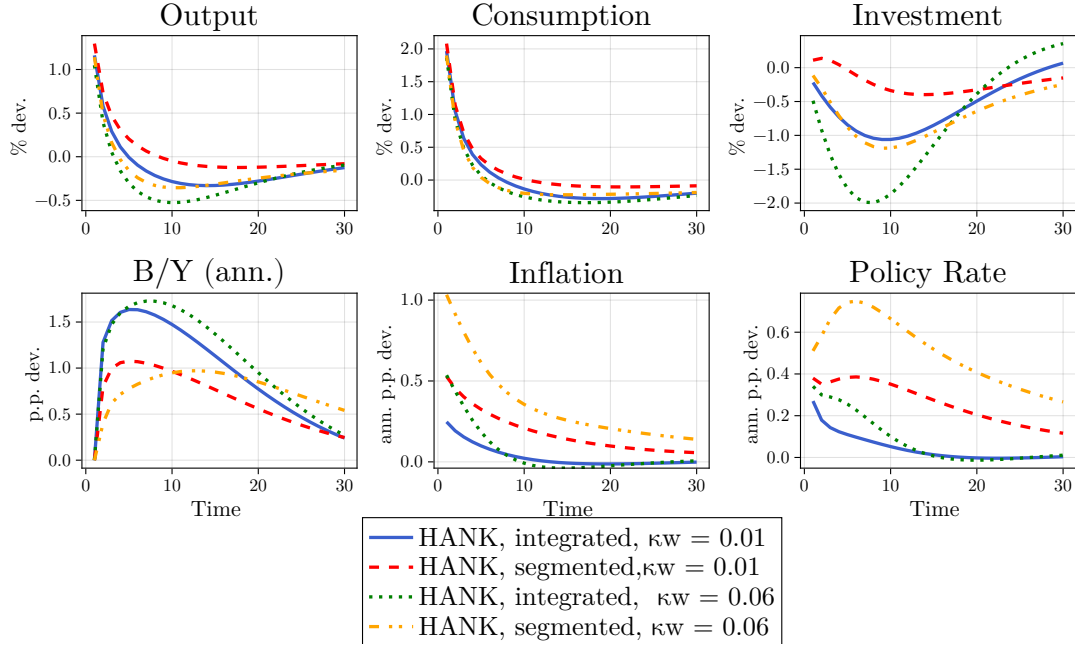 Output
Consumption
Investment
% dev.
1.0
0.5
0.0
−0.5
0
10
20
30
% dev.
2.0
1.5
1.0
0.5
0.0
0
10
20
30
% dev.
0.0
−0.5
−1.0
−1.5
−2.0
0
10
20
30
B/Y (ann.)
Inflation
Policy Rate
p.p. dev.
1.5
1.0
0.5
0.0
0
10
20
30
Time
ann. p.p. dev.
1.0
0.5
0.0
0
10
20
30
Time
ann. p.p. dev.
0.6
0.4
0.2
0.0
0
10
20
30
Time
HANK, integrated, κw = 0.01
HANK, segmented,κw = 0.01
HANK, integrated,  κw = 0.06
HANK, segmented, κw = 0.06